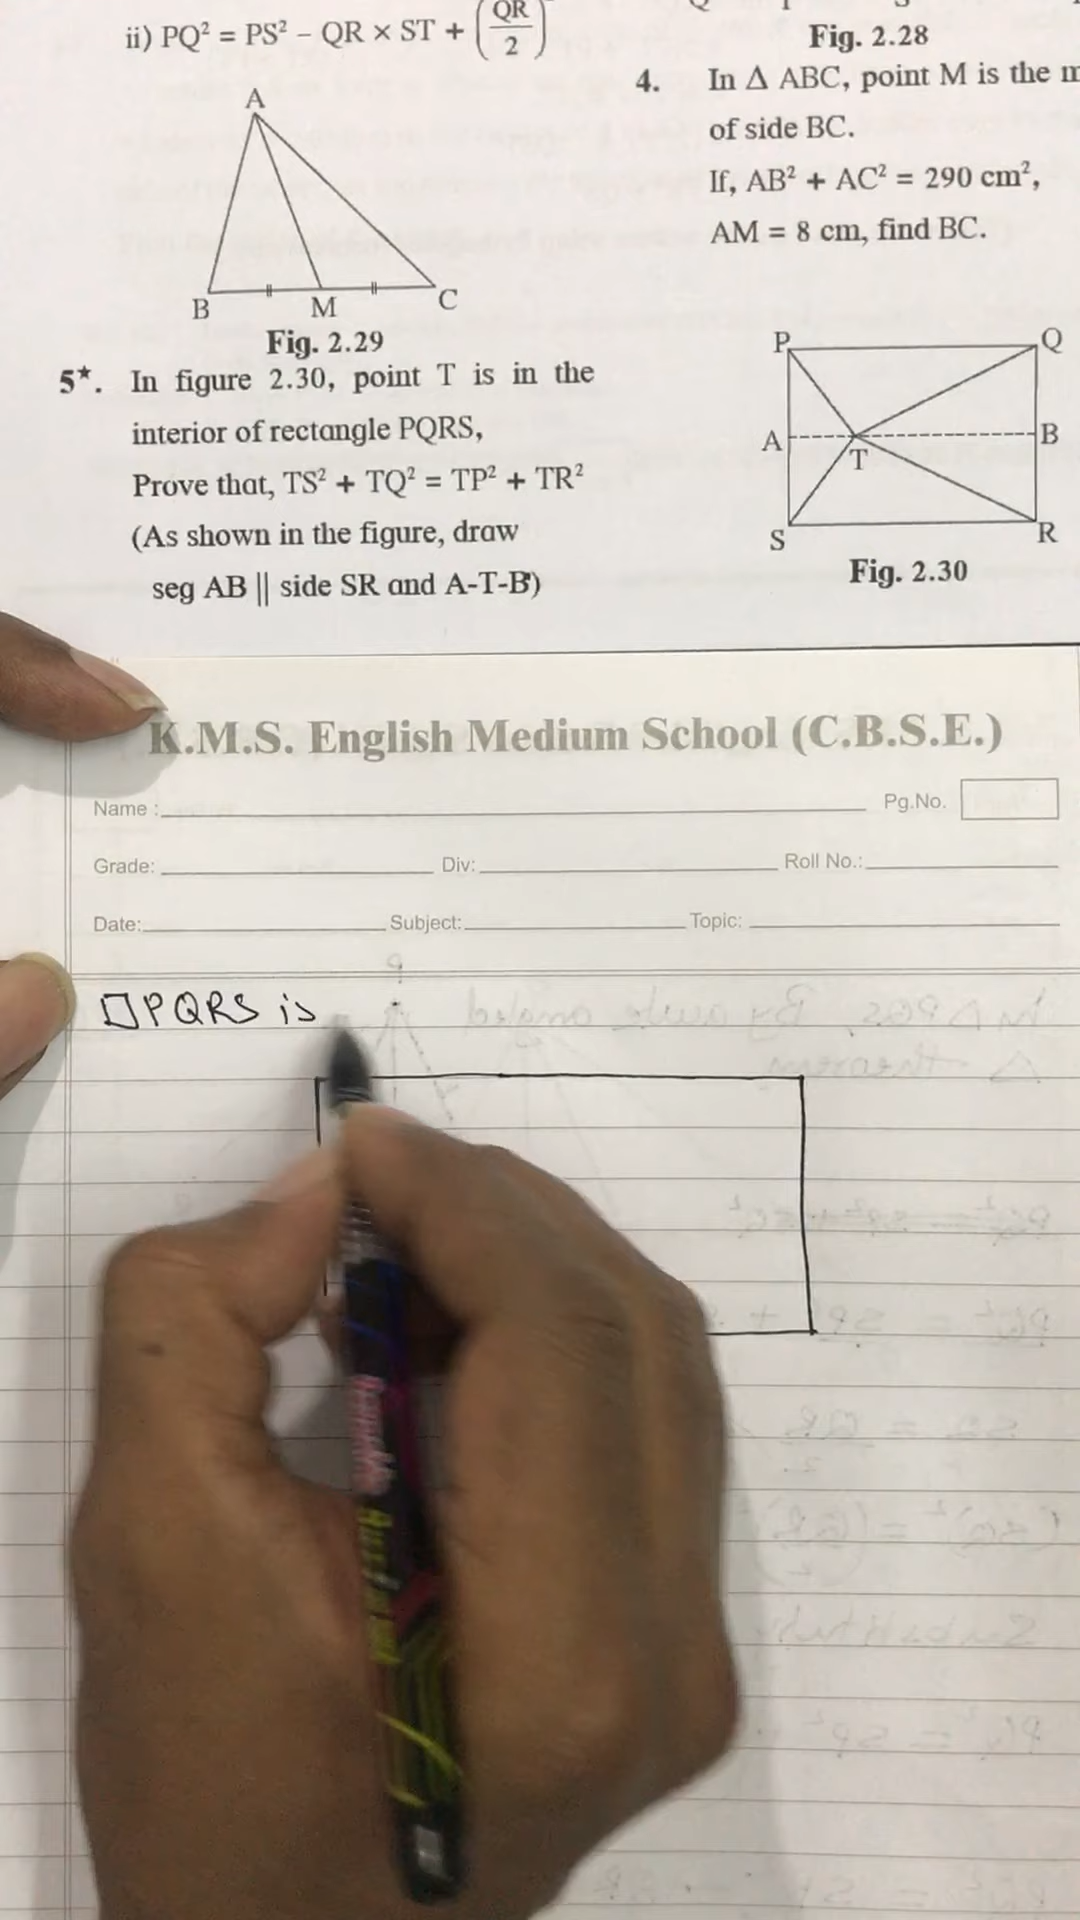 ii) PQ² = PS² – QR × ST + (QR/2)
Fig. 2.28
4. In Δ ABC, point M is the
of side BC.
If, AB² + AC² = 290 cm²,
AM = 8 cm, find BC.
A
B
M
C
Fig. 2.29
5*. In figure 2.30, point T is in the
interior of rectangle PQRS,
Prove that, TS² + TQ² = TP² + TR²
(As shown in the figure, draw
seg AB || side SR and A-T-B)
P
Q
A
T
B
S
R
Fig. 2.30
K.M.S. English Medium School (C.B.S.E.)
Name : Pg.No.
Grade: Div: Roll No.:
Date: Subject: Topic:
□PQRS is